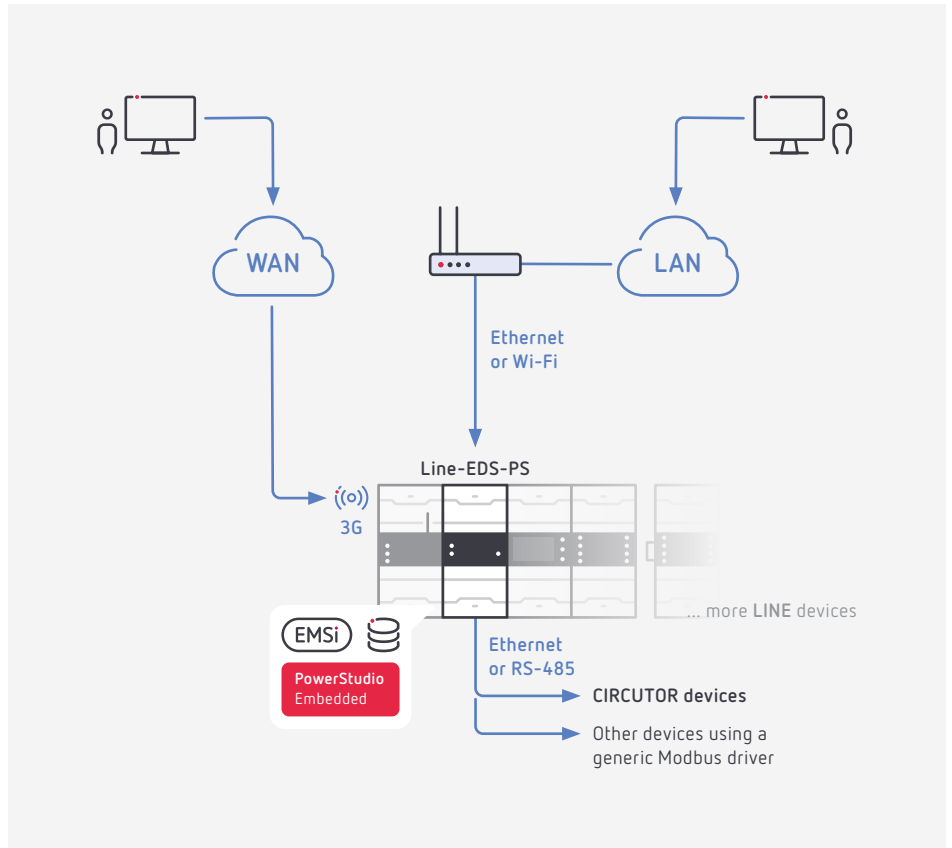 WAN
LAN
Ethernet
or Wi-Fi
Line-EDS-PS
3G
... more LINE devices
EMSi
PowerStudio
Embedded
Ethernet
or RS-485
CIRCUTOR devices
Other devices using a
generic Modbus driver